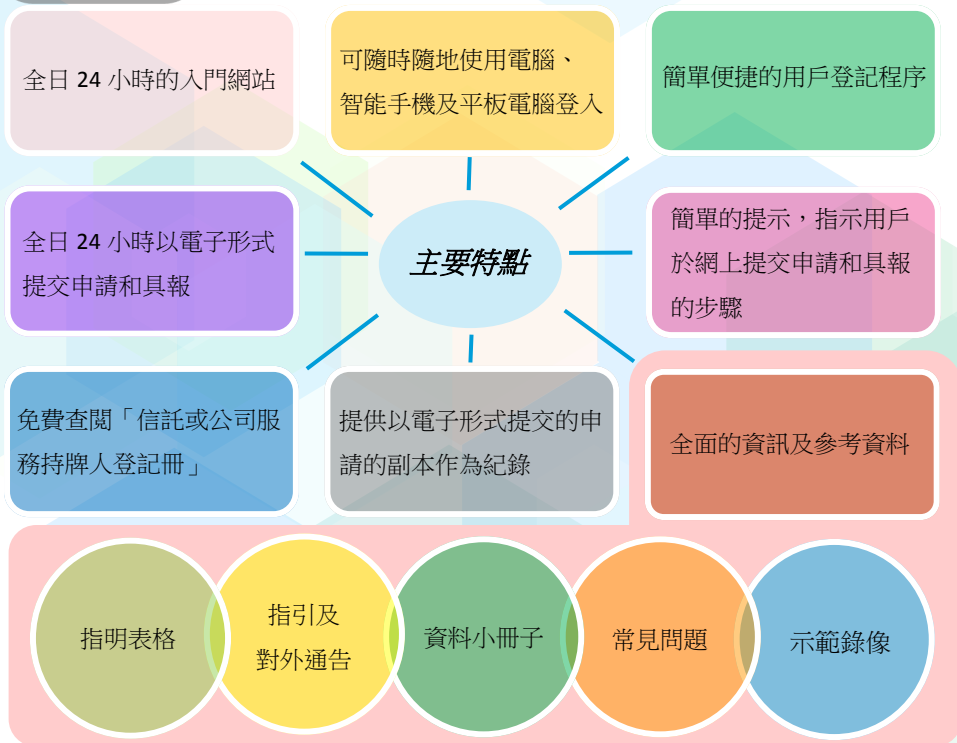 全日 24 小時的入門網站
可隨時隨地使用電腦、
智能手機及平板電腦登入
簡單便捷的用戶登記程序
全日 24 小時以電子形式
提交申請和具報
主要特點
簡單的提示，指示用戶
於網上提交申請和具報
的步驟
免費查閱「信託或公司服
務持牌人登記冊」
提供以電子形式提交的申
請的副本作為紀錄
全面的資訊及參考資料
指明表格
指引及
對外通告
資料小冊子
常見問題
示範錄像